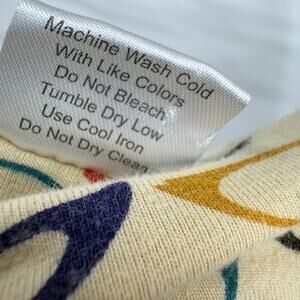 Machine Wash Cold
With Like Colors
Do Not Bleach
Tumble Dry Low
Use Cool Iron
Do Not Dry Clean